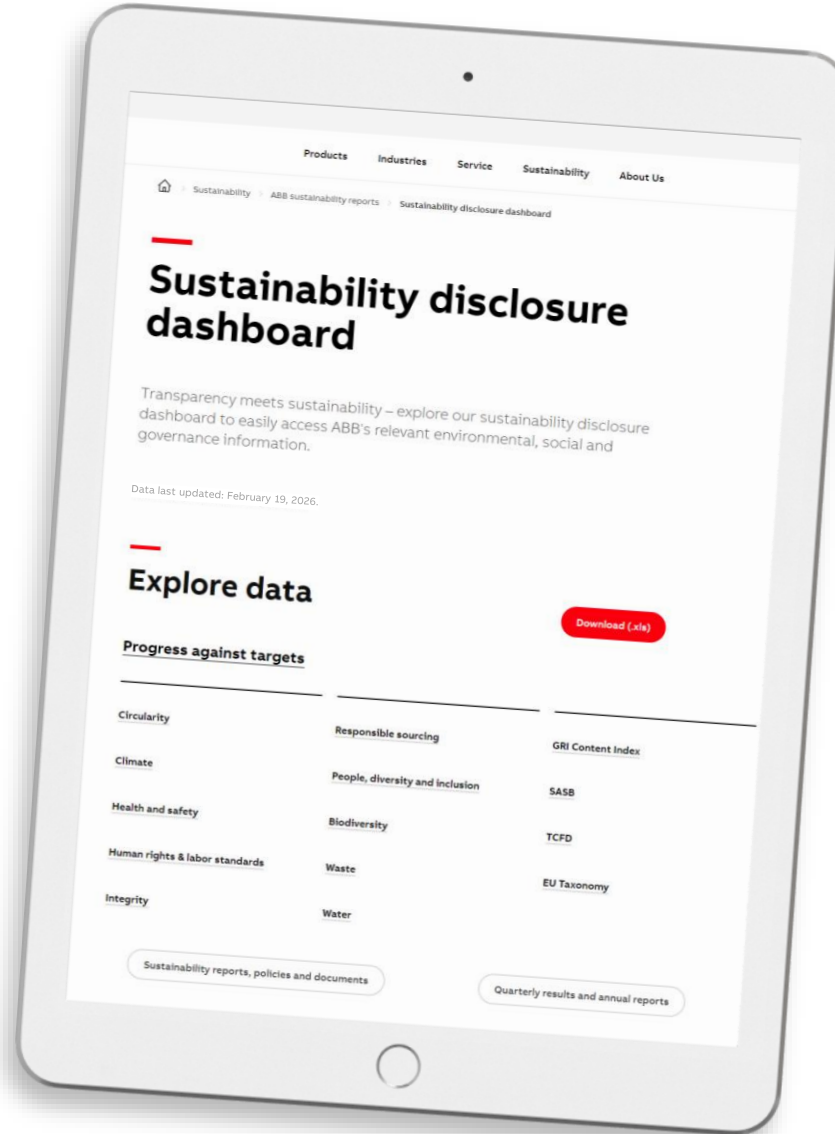 Products Industries Service Sustainability About Us
Sustainability ABB sustainability reports Sustainability disclosure dashboard
Sustainability disclosure
dashboard
Transparency meets sustainability – explore our sustainability disclosure
dashboard to easily access ABB's relevant environmental, social and
governance information.
Data last updated: February 19, 2026.
Explore data
Download (.xls)
Progress against targets
Circularity
Climate
Health and safety
Human rights & labor standards
Integrity
Responsible sourcing
People, diversity and inclusion
Biodiversity
Waste
Water
GRI Content Index
SASB
TCFD
EU Taxonomy
Sustainability reports, policies and documents
Quarterly results and annual reports